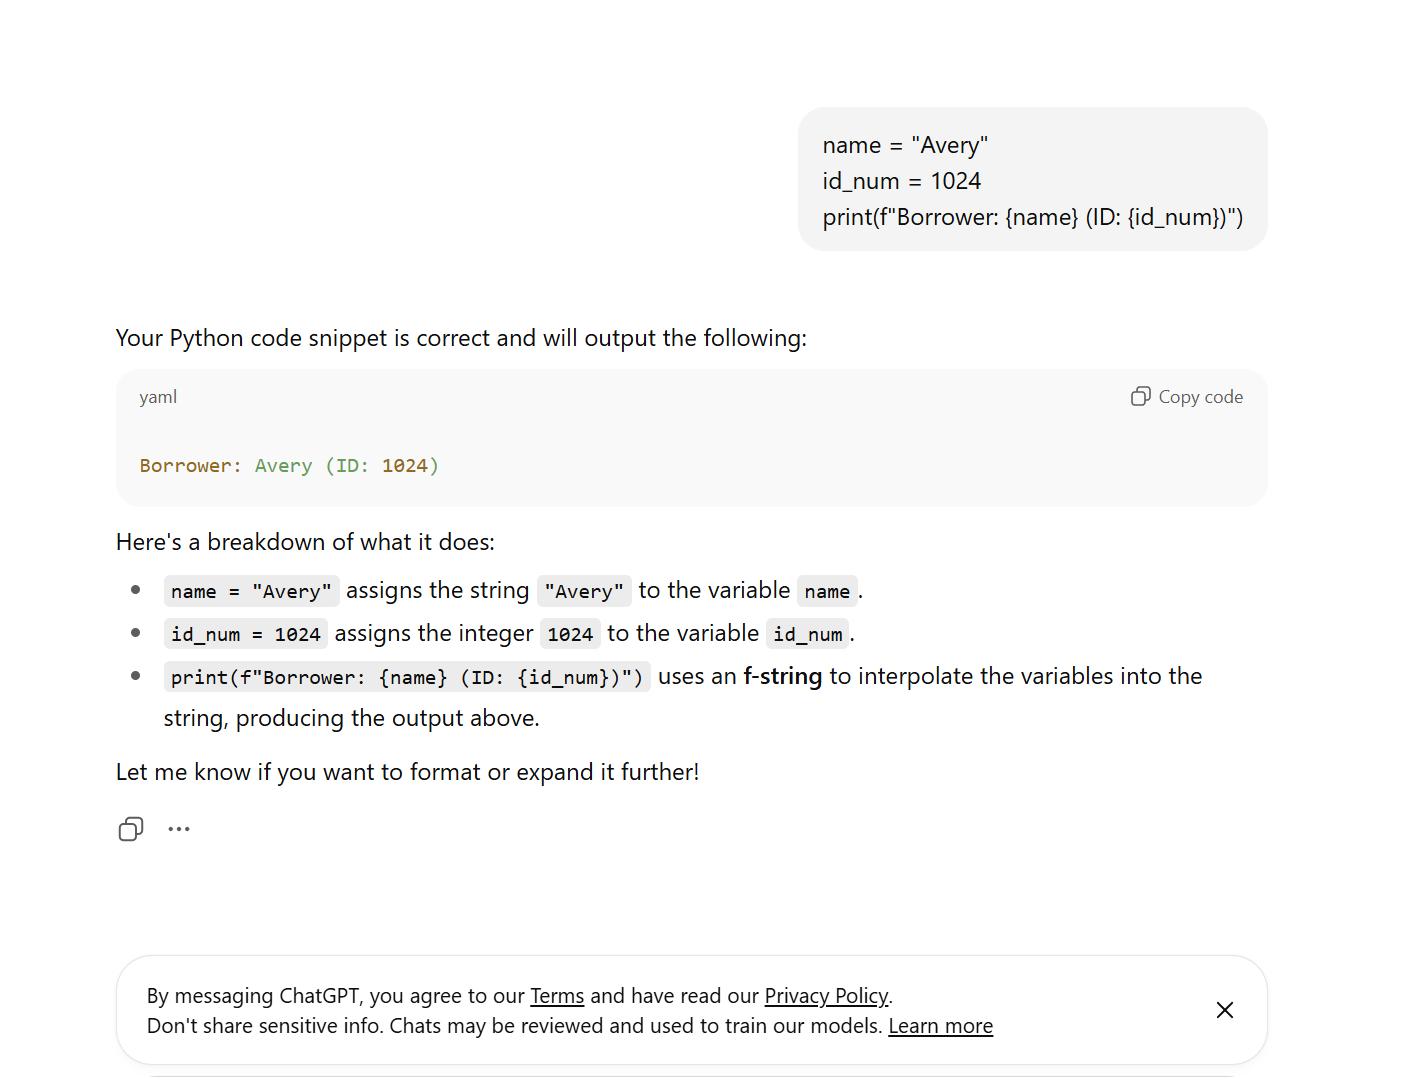 name = "Avery"
id_num = 1024
print(f"Borrower: {name} (ID: {id_num})")
Your Python code snippet is correct and will output the following:
yaml
Copy code
Borrower: Avery (ID: 1024)
Here's a breakdown of what it does:
name = "Avery" assigns the string "Avery" to the variable name.
id_num = 1024 assigns the integer 1024 to the variable id_num.
print(f"Borrower: {name} (ID: {id_num})") uses an f-string to interpolate the variables into the
string, producing the output above.
Let me know if you want to format or expand it further!
By messaging ChatGPT, you agree to our Terms and have read our Privacy Policy.
Don't share sensitive info. Chats may be reviewed and used to train our models. Learn more